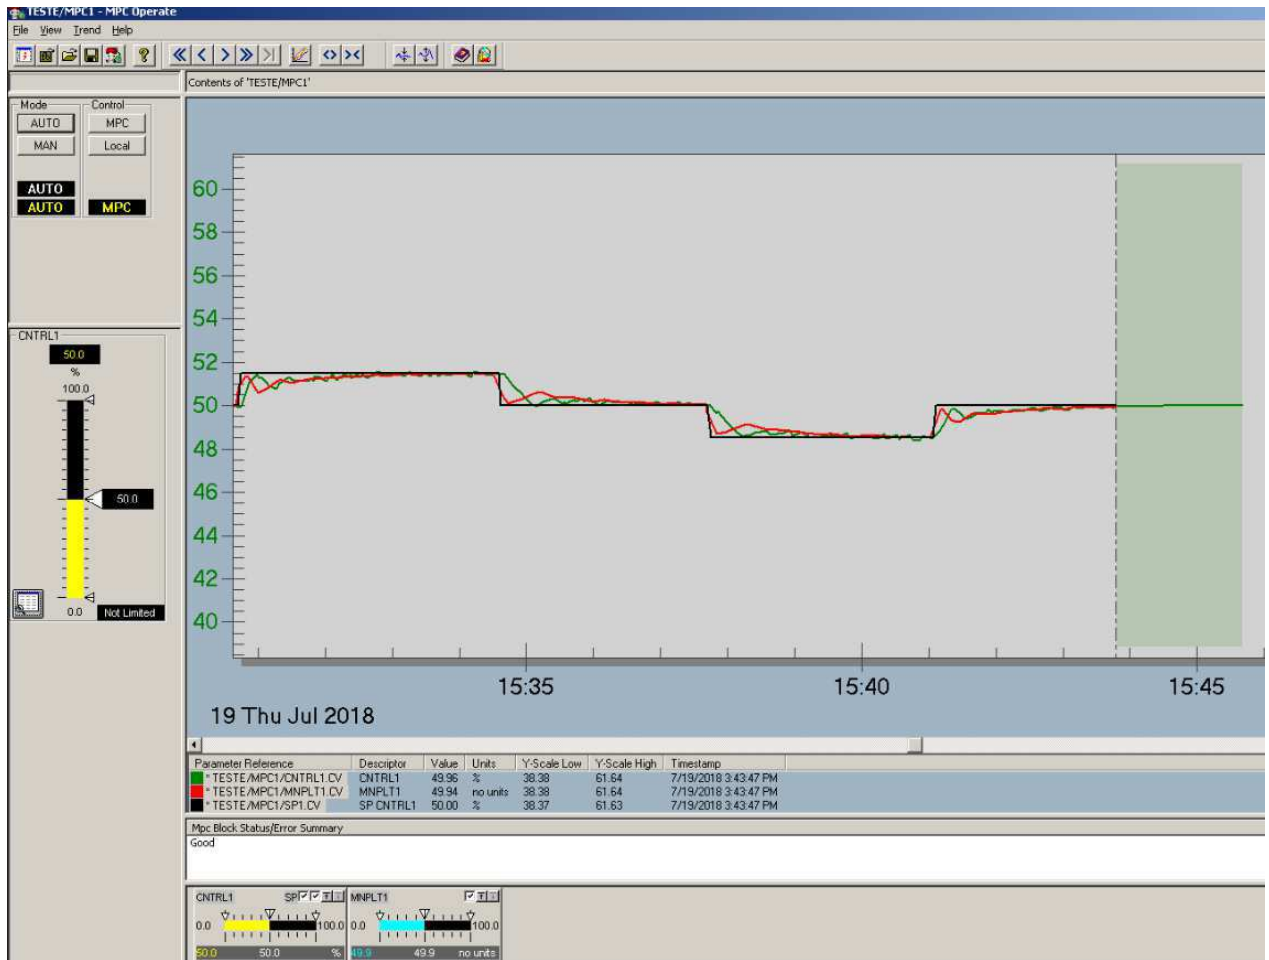 TESTE/MPC1 - MPC Operate
File View Trend Help
Contents of 'TESTE/MPC1'
Mode Control
AUTO MPC
MAN Local
AUTO
AUTO MPC
CNTRL1
50.0
%
100.0
50.0
0.0 Not Limited
60
58
56
54
52
50
48
46
44
42
40
15:35 15:40 15:45
19 Thu Jul 2018
Parameter Reference Descriptor Value Units Y-Scale Low Y-Scale High Timestamp
* TESTE/MPC1/CNTRL1.CV CNTRL1 49.96 % 38.38 61.64 7/19/2018 3:43:47 PM
* TESTE/MPC1/MNPLT1.CV MNPLT1 49.94 no units 38.38 61.64 7/19/2018 3:43:47 PM
* TESTE/MPC1/SP1.CV SP CNTRL1 50.00 % 38.37 61.63 7/19/2018 3:43:47 PM
Mpc Block Status/Error Summary
Good
CNTRL1 SP MNPLT1
0.0 100.0 0.0 100.0
50.0 50.0 % 49.9 49.9 no units